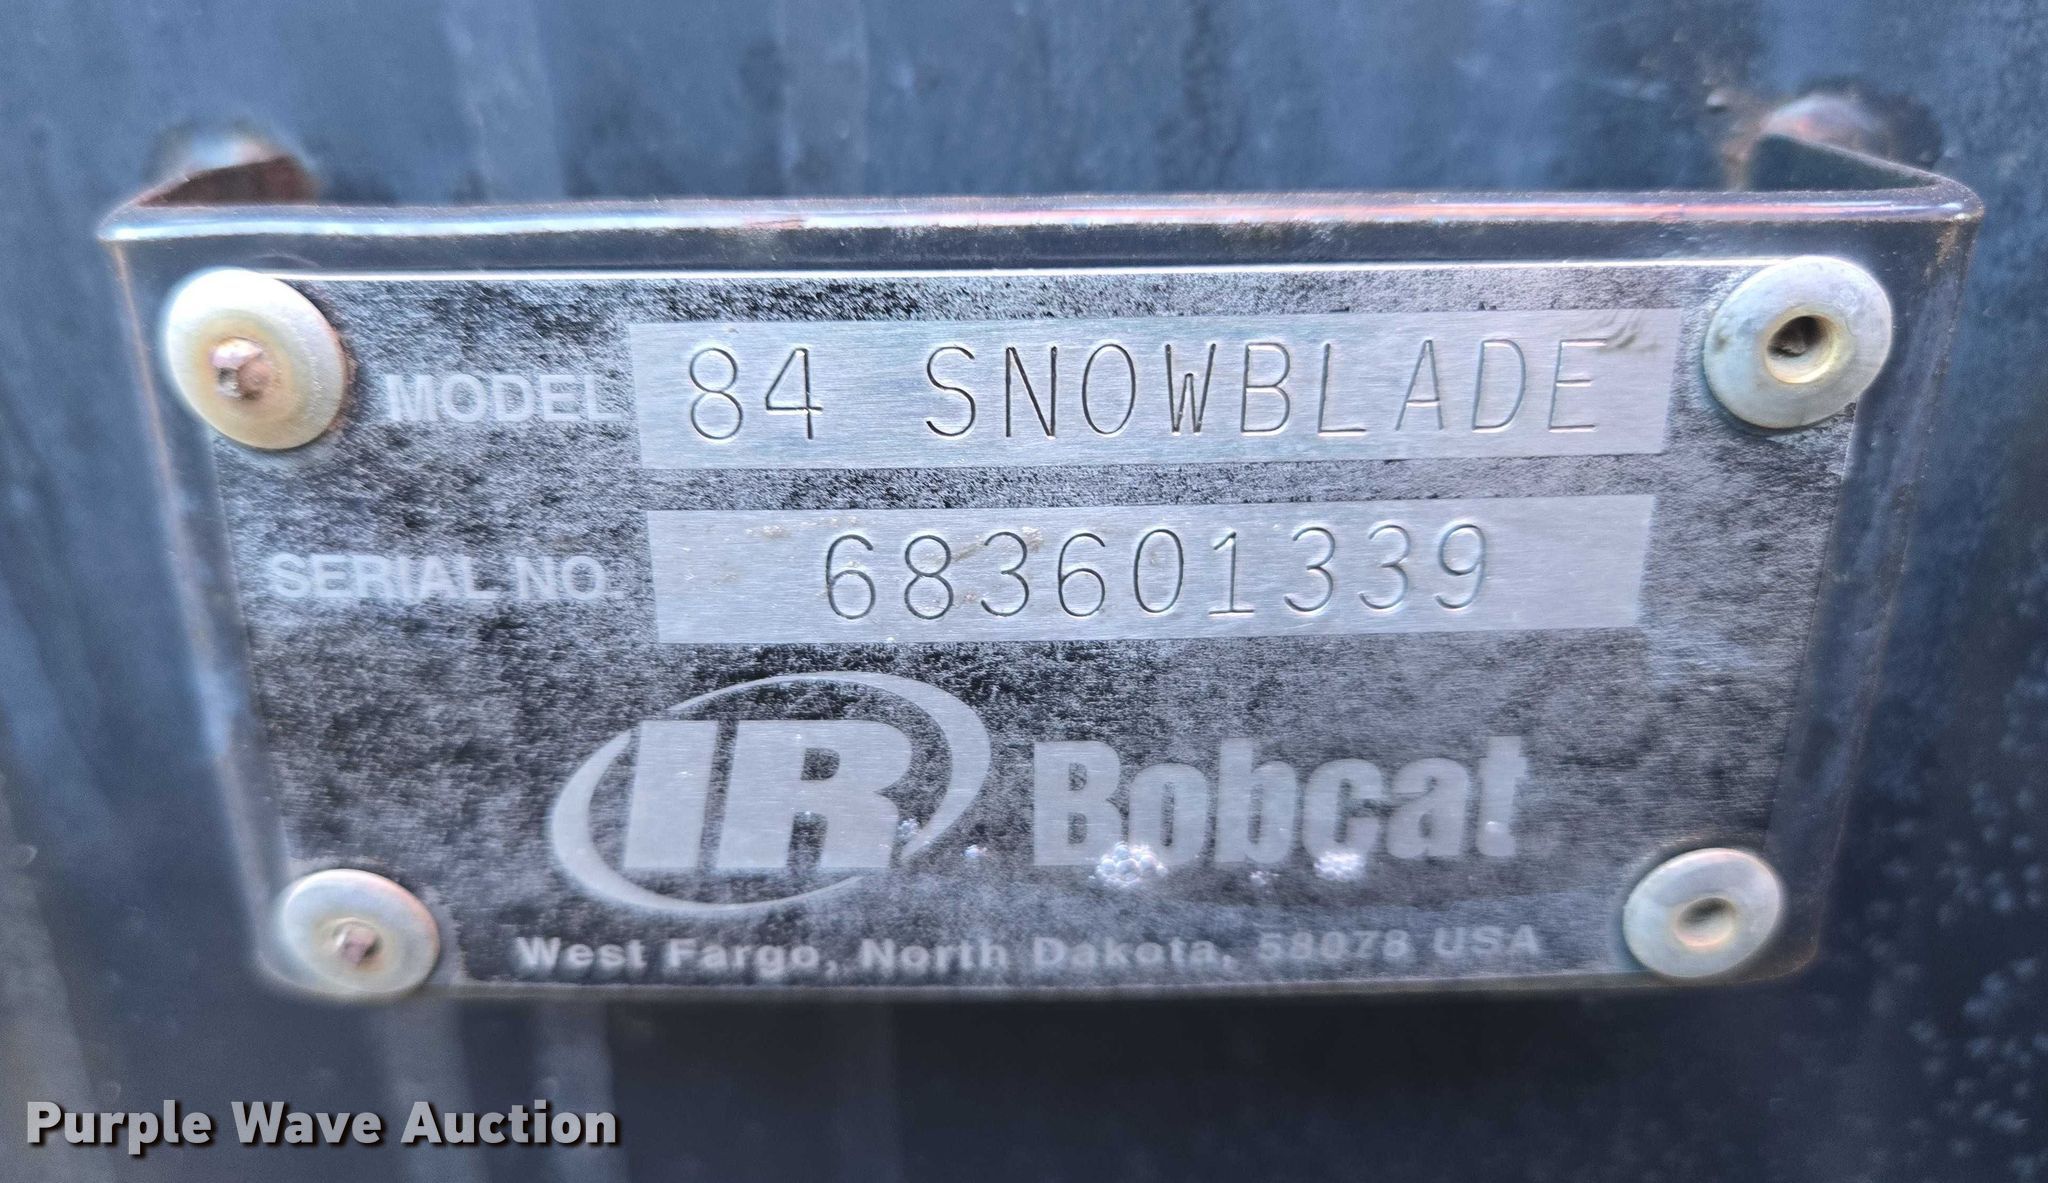 MODEL 84 SNOWBLADE
SERIAL NO. 683601339
IR Bobcat
West Fargo, North Dakota, 58078 USA
Purple Wave Auction